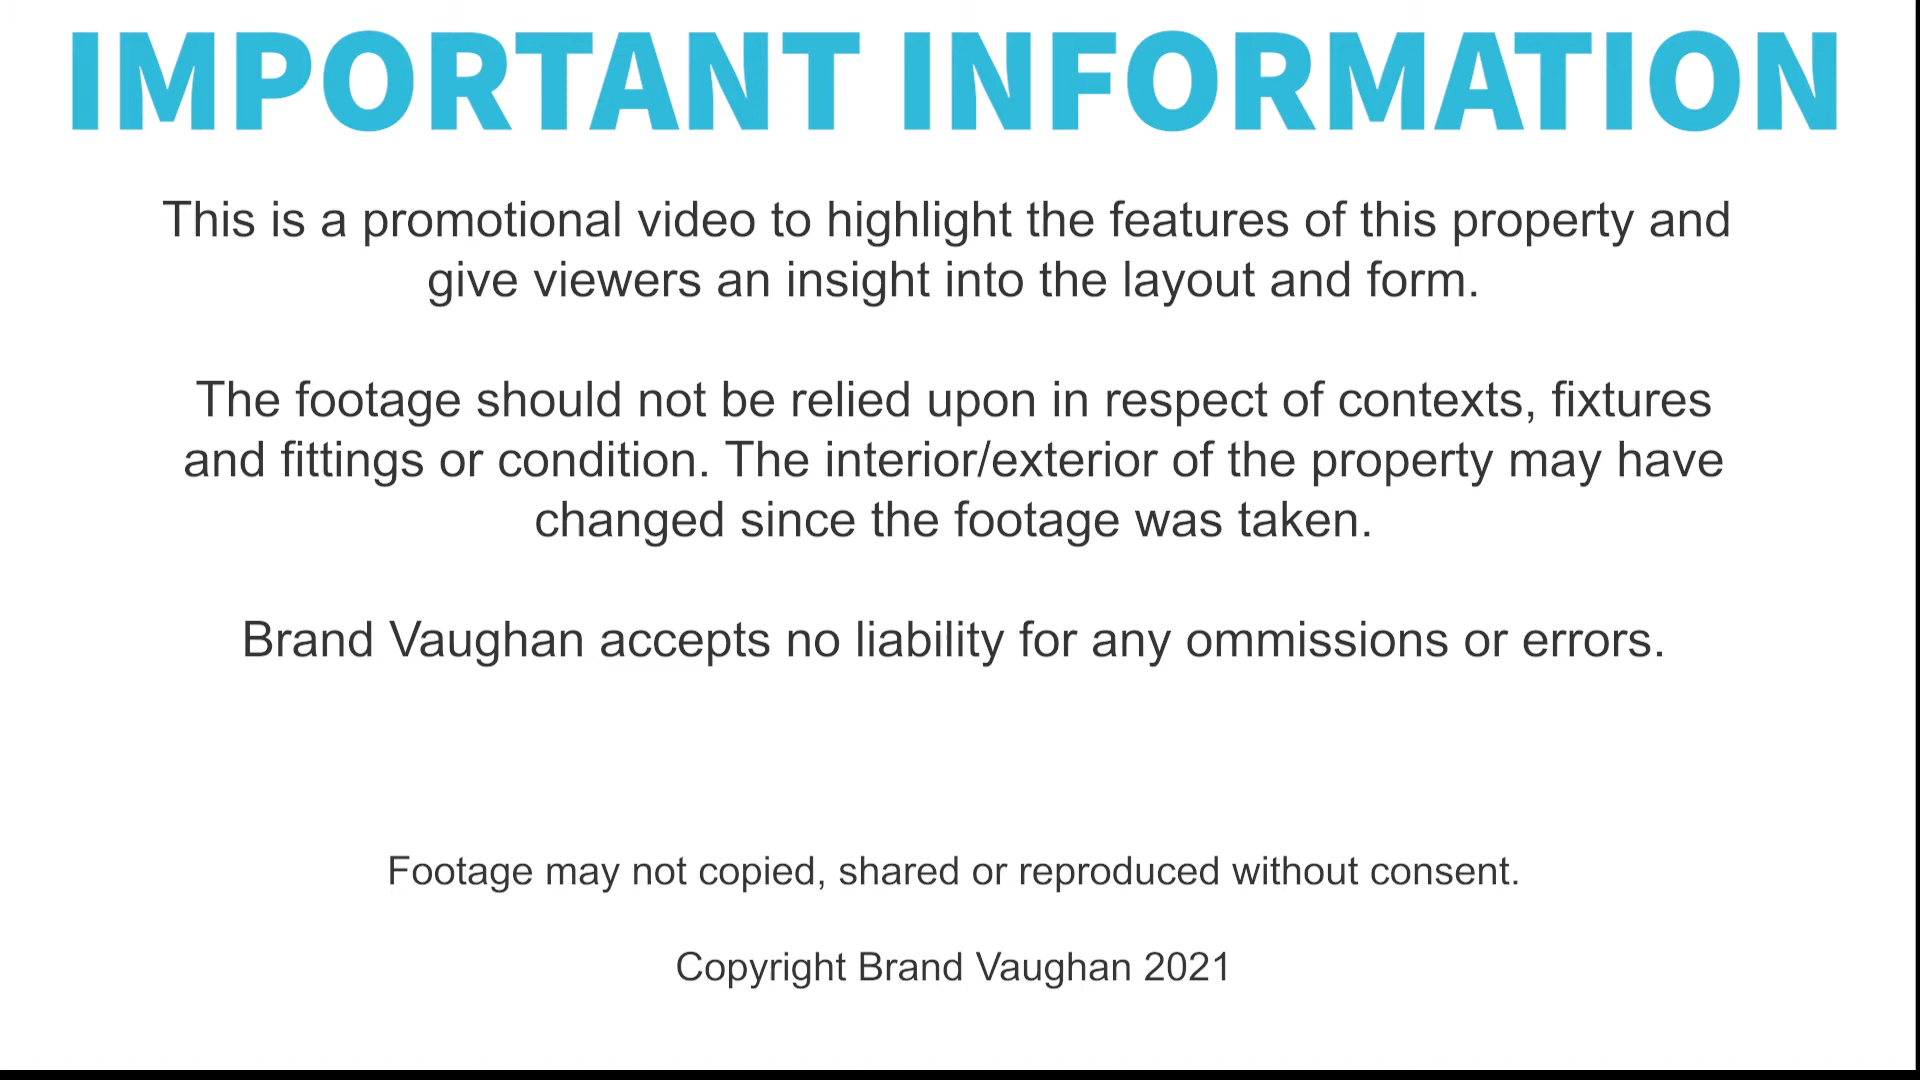 IMPORTANT INFORMATION
This is a promotional video to highlight the features of this property and
give viewers an insight into the layout and form.
The footage should not be relied upon in respect of contexts, fixtures
and fittings or condition. The interior/exterior of the property may have
changed since the footage was taken.
Brand Vaughan accepts no liability for any ommissions or errors.
Footage may not copied, shared or reproduced without consent.
Copyright Brand Vaughan 2021